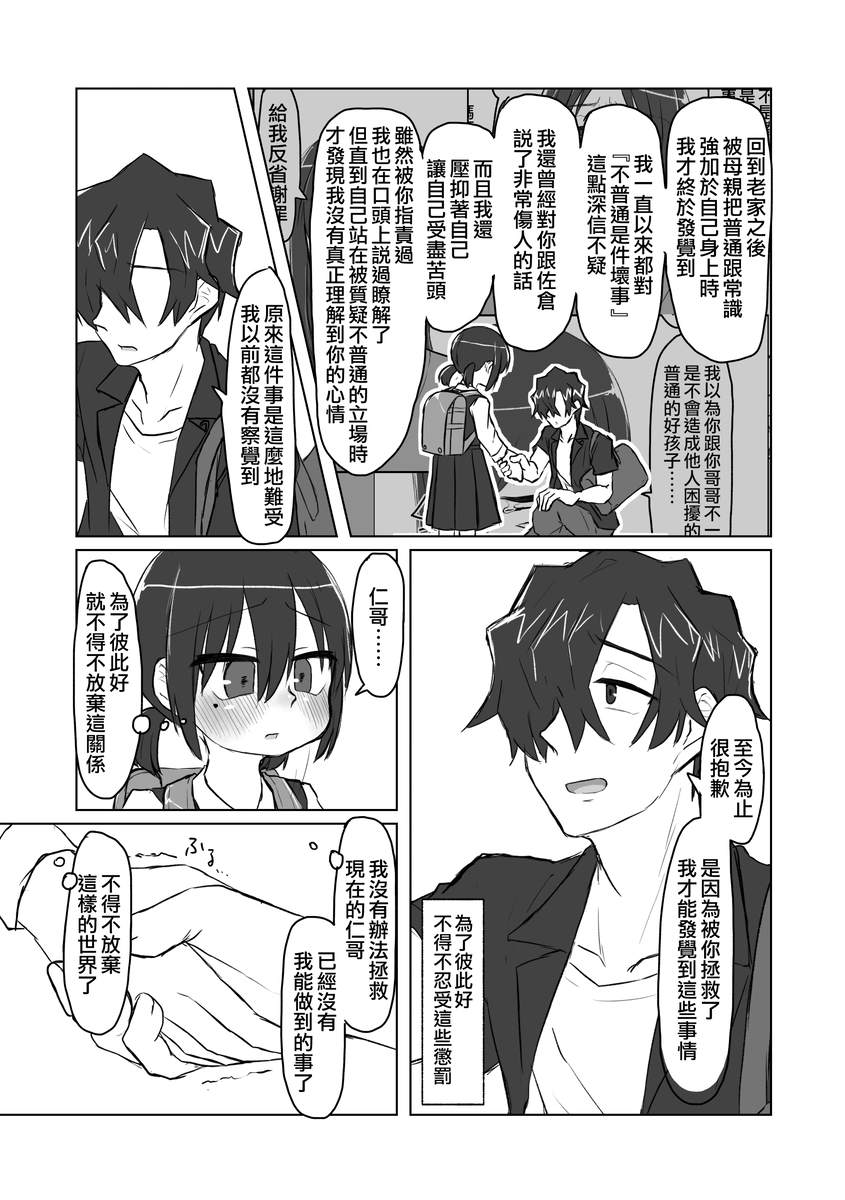 回到老家之後
被母親把普通跟常識
強加於自己身上時
我才終於發覺到
我一直以來都對
『不普通是件壞事』
這點深信不疑
我還曾經對你跟佐倉
說了非常傷人的話
而且我還
壓抑著自己
讓自己受盡苦頭
雖然被你指責過
我也在口頭上說過瞭解了
但直到自己站在被質疑不普通的立場時
才發現我沒有真正理解到你的心情
給我反省謝罪
我以為你跟你哥哥不一
是不會造成他人困擾的
普通的好孩子……
原來這件事是這麼地難受
我以前都沒有察覺到
至今為止
很抱歉
是因為被你拯救了
我才能發覺到這些事情
為了彼此好
不得不忍受這些懲罰
仁哥……
為了彼此好
就不得不放棄這關係
我沒有辦法拯救
現在的仁哥
已經沒有
我能做到的事了
ふる
不得不放棄
這樣的世界了